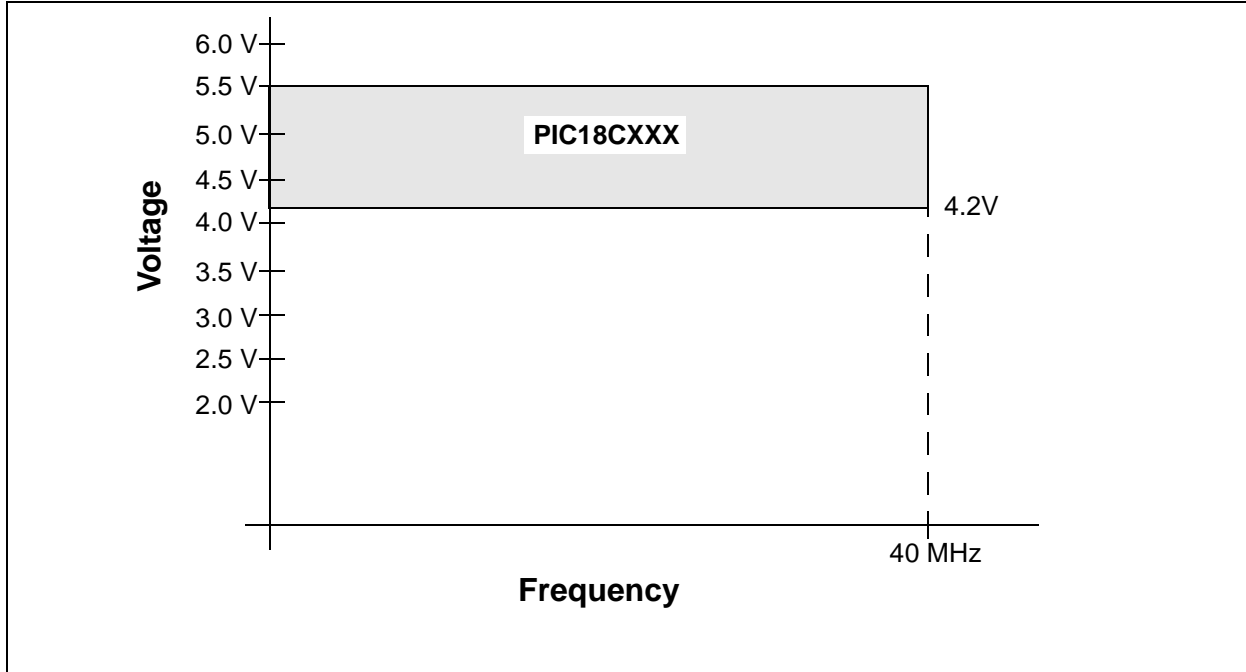 6.0 V
5.5 V
5.0 V
PIC18CXXX
4.5 V
4.2V
4.0 V
3.5 V
3.0 V
2.5 V
2.0 V
Voltage
40 MHz
Frequency